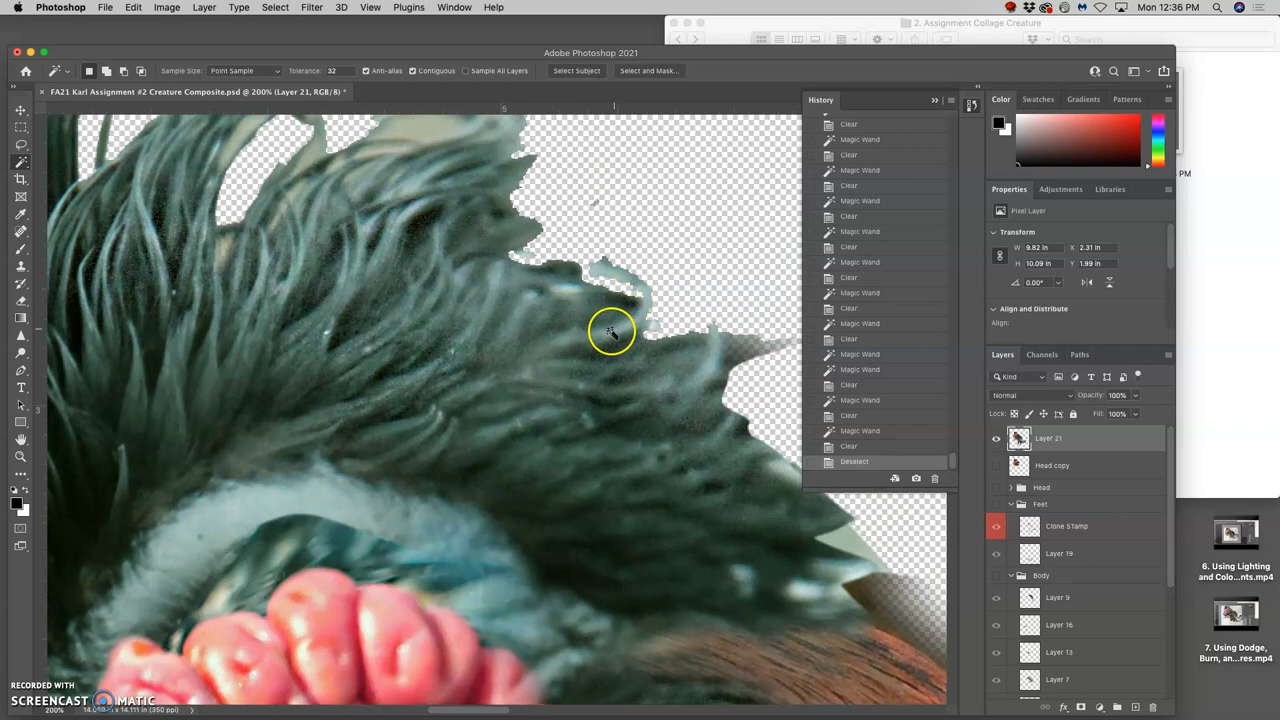 Photoshop File Edit Image Layer Type Select Filter 3D View Plugins Window Help Mon 12:36 PM
2. Assignment Collage Creature
Search
Adobe Photoshop 2021
Sample Size: Point Sample Tolerance: 32 Anti-alias Contiguous Sample All Layers Select Subject Select and Mask...
× FA21 Karl Assignment #2 Creature Composite.psd @ 200% (Layer 21, RGB/8) *
5
3
History
Clear
Magic Wand
Clear
Magic Wand
Clear
Magic Wand
Clear
Magic Wand
Clear
Magic Wand
Clear
Magic Wand
Clear
Magic Wand
Clear
Magic Wand
Magic Wand
Clear
Magic Wand
Clear
Magic Wand
Clear
Deselect
Color Swatches Gradients Patterns
Properties Adjustments Libraries
Pixel Layer
Transform
W 9.82 in X 2.31 in
H 10.09 in Y 1.99 in
0.00°
Align and Distribute
Align:
Layers Channels Paths
Kind
Normal Opacity: 100%
Lock: Fill: 100%
Layer 21
Head copy
Head
Feet
Clone STamp
Layer 19
Body
Layer 9
Layer 16
Layer 13
Layer 7
6. Using Lighting
and Colo...nts.mp4
7. Using Dodge,
Burn, an...res.mp4
RECORDED WITH
SCREENCAST MATIC
200%